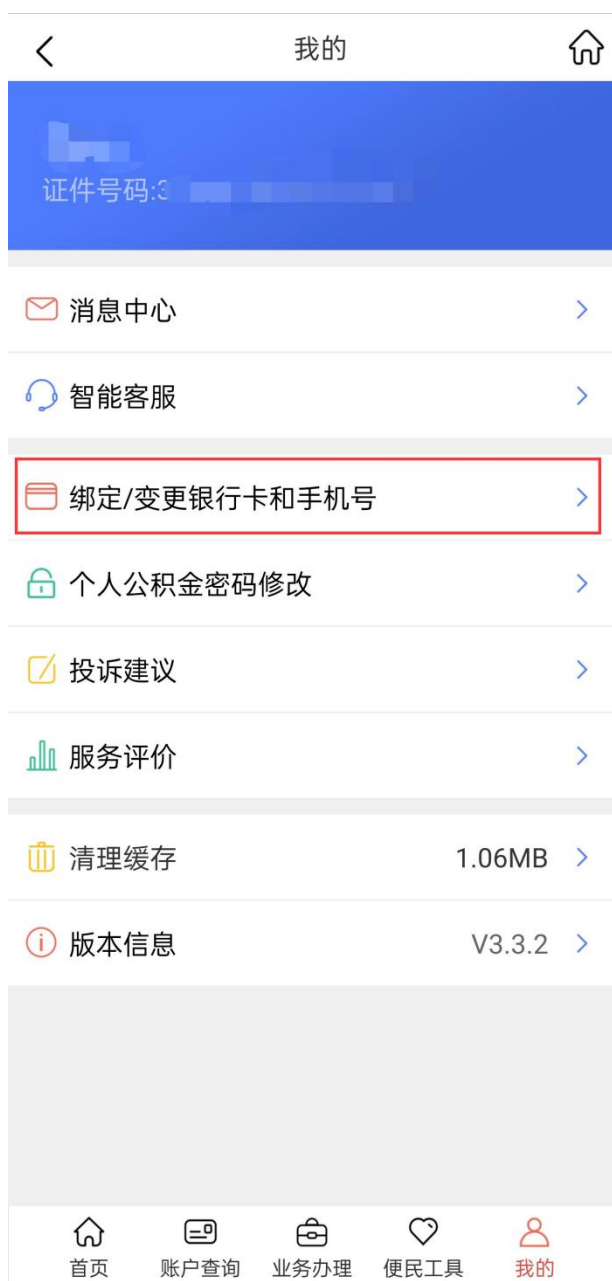 我的
证件号码:3
消息中心
智能客服
绑定/变更银行卡和手机号
个人公积金密码修改
投诉建议
服务评价
清理缓存 1.06MB
版本信息 V3.3.2
首页 账户查询 业务办理 便民工具 我的